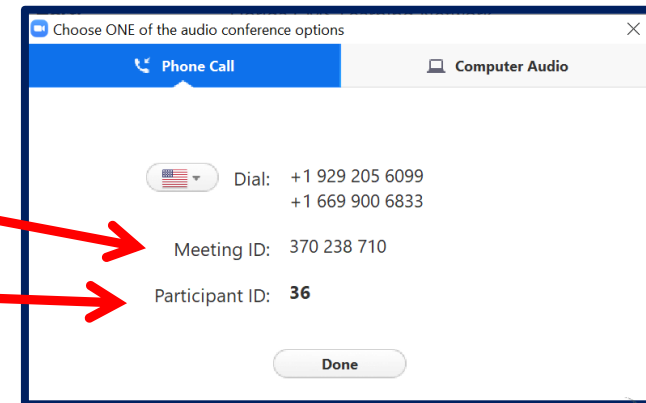 Choose ONE of the audio conference options
Phone Call
Computer Audio
Dial: +1 929 205 6099
+1 669 900 6833
Meeting ID: 370 238 710
Participant ID: 36
Done